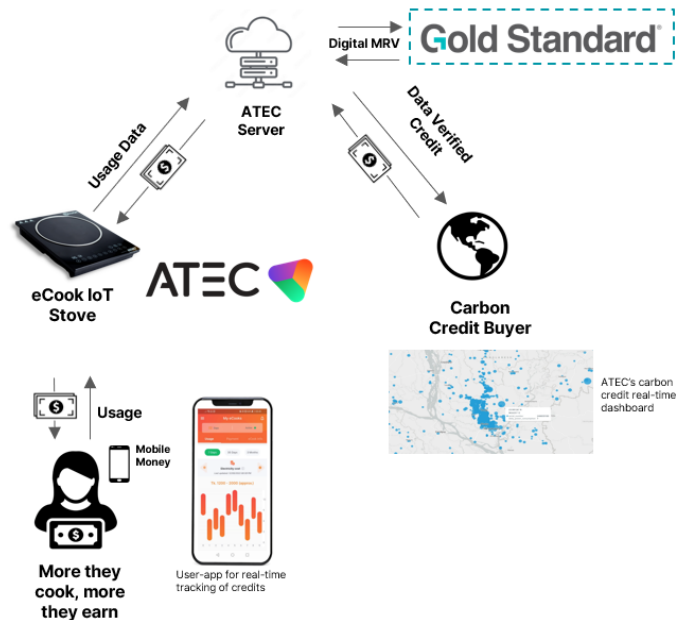 Digital MRV
Gold Standard®
ATEC
Server
Usage Data
Data Verified
Credit
eCook IoT
Stove
ATEC
Carbon
Credit Buyer
ATEC's carbon
credit real-time
dashboard
Usage
Mobile
Money
User-app for real-time
tracking of credits
More they
cook, more
they earn